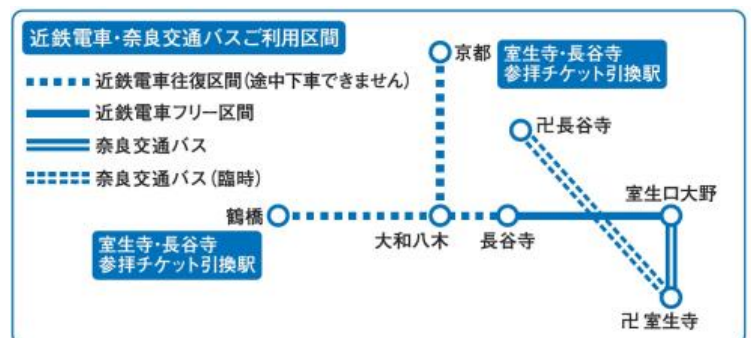 近鉄電車・奈良交通バスご利用区間
近鉄電車往復区間(途中下車できません)
近鉄電車フリー区間
奈良交通バス
奈良交通バス(臨時)
京都
室生寺・長谷寺
参拝チケット引換駅
卍長谷寺
室生口大野
鶴橋
大和八木
長谷寺
室生寺・長谷寺
参拝チケット引換駅
卍室生寺